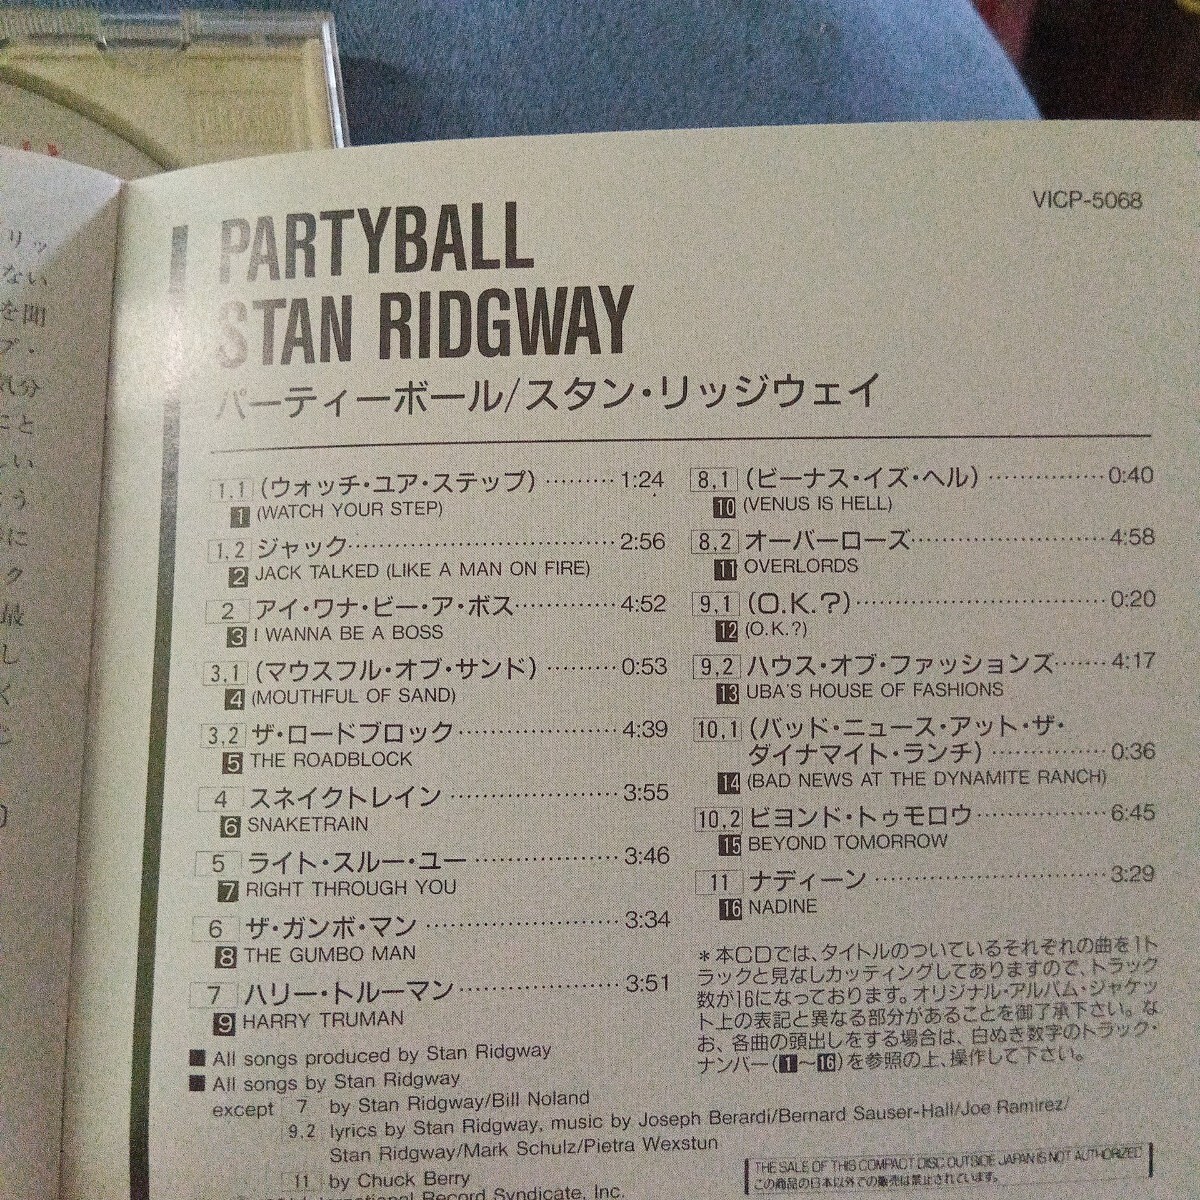 リッ
ない
を聞
プ・
気分
こと
しい
よう
に
ク
最
し
く
じ
VICP-5068
PARTYBALL
STAN RIDGWAY
パーティーボール/スタン・リッジウェイ
1.1 (ウォッチ・ユア・ステップ) ……… 1:24
1 (WATCH YOUR STEP)
1,2 ジャック…………………………… 2:56
2 JACK TALKED (LIKE A MAN ON FIRE)
2 アイ・ワナ・ビー・ア・ボス………… 4:52
3 I WANNA BE A BOSS
3,1 (マウスフル・オブ・サンド) ……… 0:53
4 (MOUTHFUL OF SAND)
3,2 ザ・ロードブロック……………… 4:39
5 THE ROADBLOCK
4 スネイクトレイン ……………… 3:55
6 SNAKETRAIN
5 ライト・スルー・ユー …………… 3:46
7 RIGHT THROUGH YOU
6 ザ・ガンボ・マン………………… 3:34
8 THE GUMBO MAN
7 ハリー・トルーマン……………… 3:51
9 HARRY TRUMAN
8,1 (ビーナス・イズ・ヘル) ………… 0:40
10 (VENUS IS HELL)
8,2 オーバーローズ………………… 4:58
11 OVERLORDS
9,1 (O.K.?)……………………… 0:20
12 (O.K.?)
9,2 ハウス・オブ・ファッションズ…… 4:17
13 UBA'S HOUSE OF FASHIONS
10,1 (バッド・ニュース・アット・ザ・
ダイナマイト・ランチ) ………… 0:36
14 (BAD NEWS AT THE DYNAMITE RANCH)
10,2 ビヨンド・トゥモロウ …………… 6:45
15 BEYOND TOMORROW
11 ナディーン ……………………… 3:29
16 NADINE
*本CDでは、タイトルのついているそれぞれの曲を1ト
ラックと見なしカッティングしてありますので、トラック
数が16になっております。オリジナル・アルバム・ジャケッ
ト上の表記と異なる部分があることを御了承下さい。な
お、各曲の頭出しをする場合は、白ぬき数字のトラック・
ナンバー(1〜16)を参照の上、操作して下さい。
■ All songs produced by Stan Ridgway
■ All songs by Stan Ridgway
except 7 by Stan Ridgway/Bill Noland
9,2 lyrics by Stan Ridgway, music by Joseph Berardi/Bernard Sauser-Hall/Joe Ramirez/
Stan Ridgway/Mark Schulz/Pietra Wexstun
11 by Chuck Berry
Record Syndicate, Inc.
THE SALE OF THIS COMPACT DISC OUTSIDE JAPAN IS NOT AUTHORIZED
この商品の日本以外での販売は禁止されています。